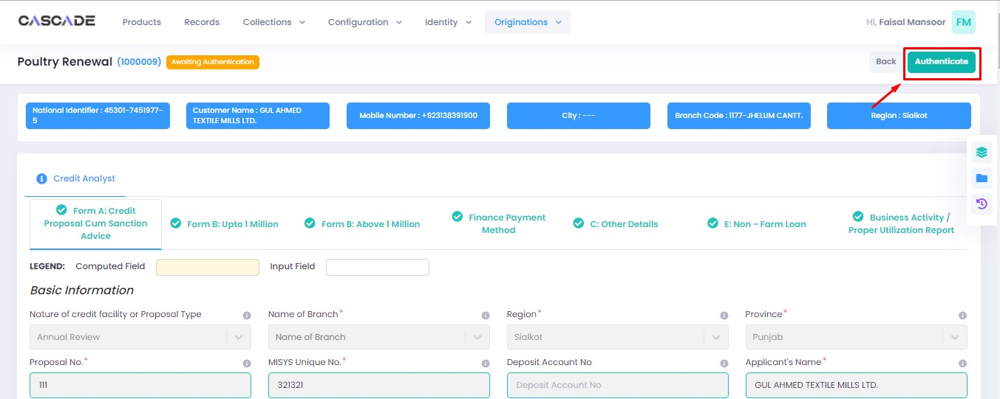 CASCADE Products Records Collections Configuration Identity Originations Hi, Faisal Mansoor FM
Poultry Renewal (1000009) Awaiting Authentication Back Authenticate
National Identifier : 45301-7451977-
5
Customer Name : GUL AHMED
TEXTILE MILLS LTD.
Mobile Number : +923138391900
City : ---
Branch Code : 1177-JHELUM CANTT.
Region : Sialkot
Credit Analyst
Form A: Credit
Proposal Cum Sanction
Advice
Form B: Upto 1 Million
Form B: Above 1 Million
Finance Payment
Method
C: Other Details
E: Non - Farm Loan
Business Activity /
Proper Utilization Report
LEGEND: Computed Field Input Field
Basic Information
Nature of credit facility or Proposal Type Name of Branch* Region* Province*
Annual Review Name of Branch Sialkot Punjab
Proposal No.* MISYS Unique No.* Deposit Account No Applicant's Name*
111 321321 Deposit Account No GUL AHMED TEXTILE MILLS LTD.